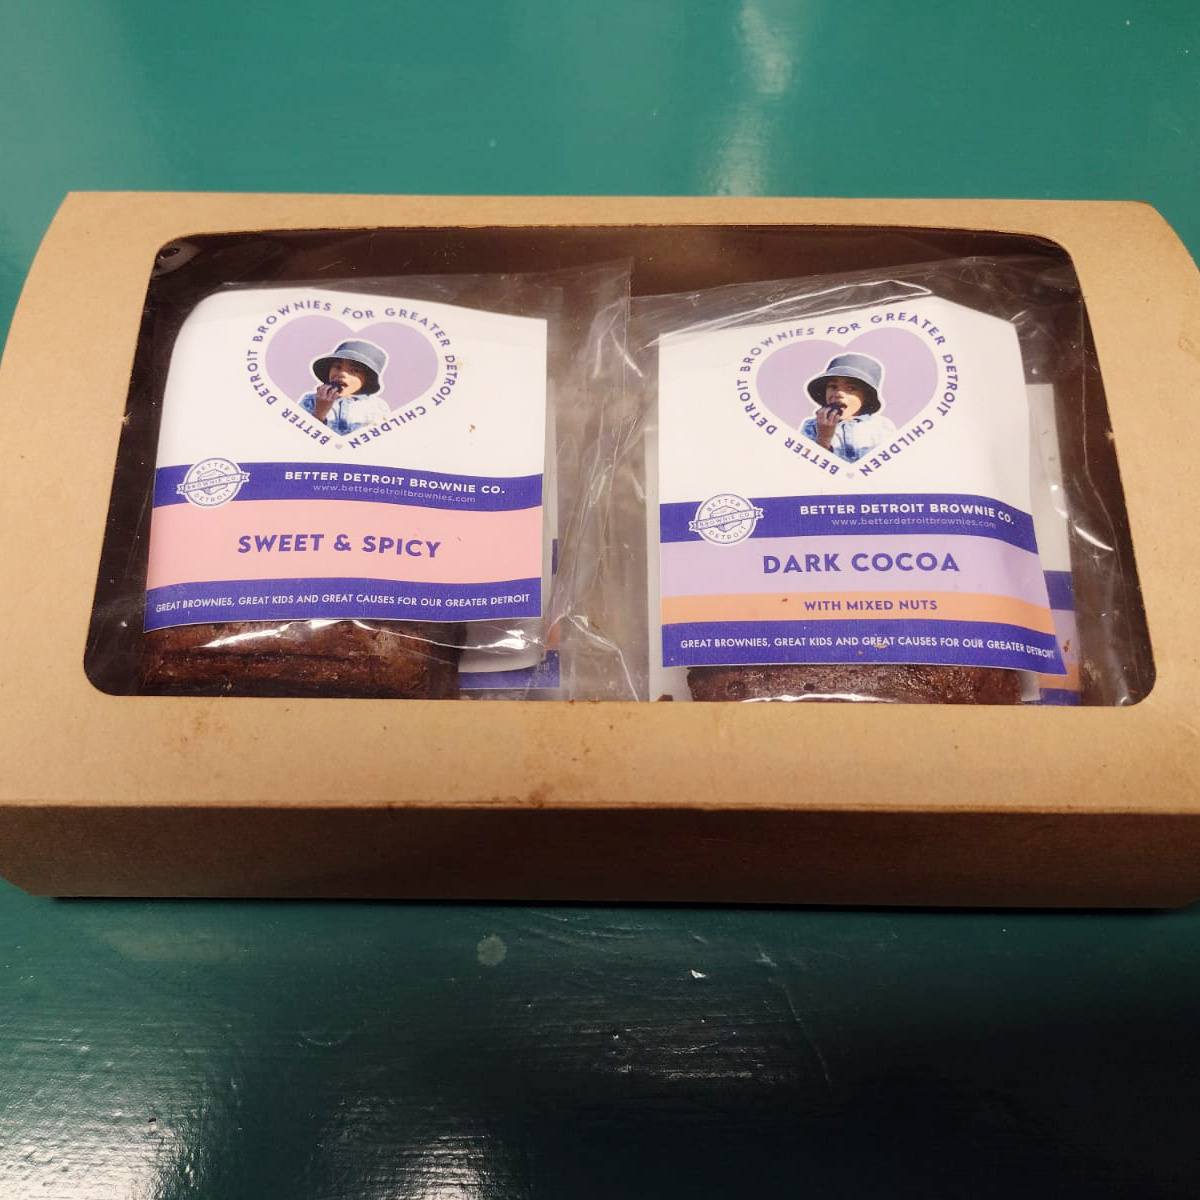 BETTER DETROIT BROWNIES FOR GREATER DETROIT CHILDREN
BETTER
BROWNIE CO.
DETROIT
BETTER DETROIT BROWNIE CO.
www.betterdetroitbrownies.com
SWEET & SPICY
GREAT BROWNIES, GREAT KIDS AND GREAT CAUSES FOR OUR GREATER DETROIT
BETTER DETROIT BROWNIES FOR GREATER DETROIT CHILDREN
BETTER
BROWNIE CO.
DETROIT
BETTER DETROIT BROWNIE CO.
www.betterdetroitbrownies.com
DARK COCOA
WITH MIXED NUTS
GREAT BROWNIES, GREAT KIDS AND GREAT CAUSES FOR OUR GREATER DETROIT